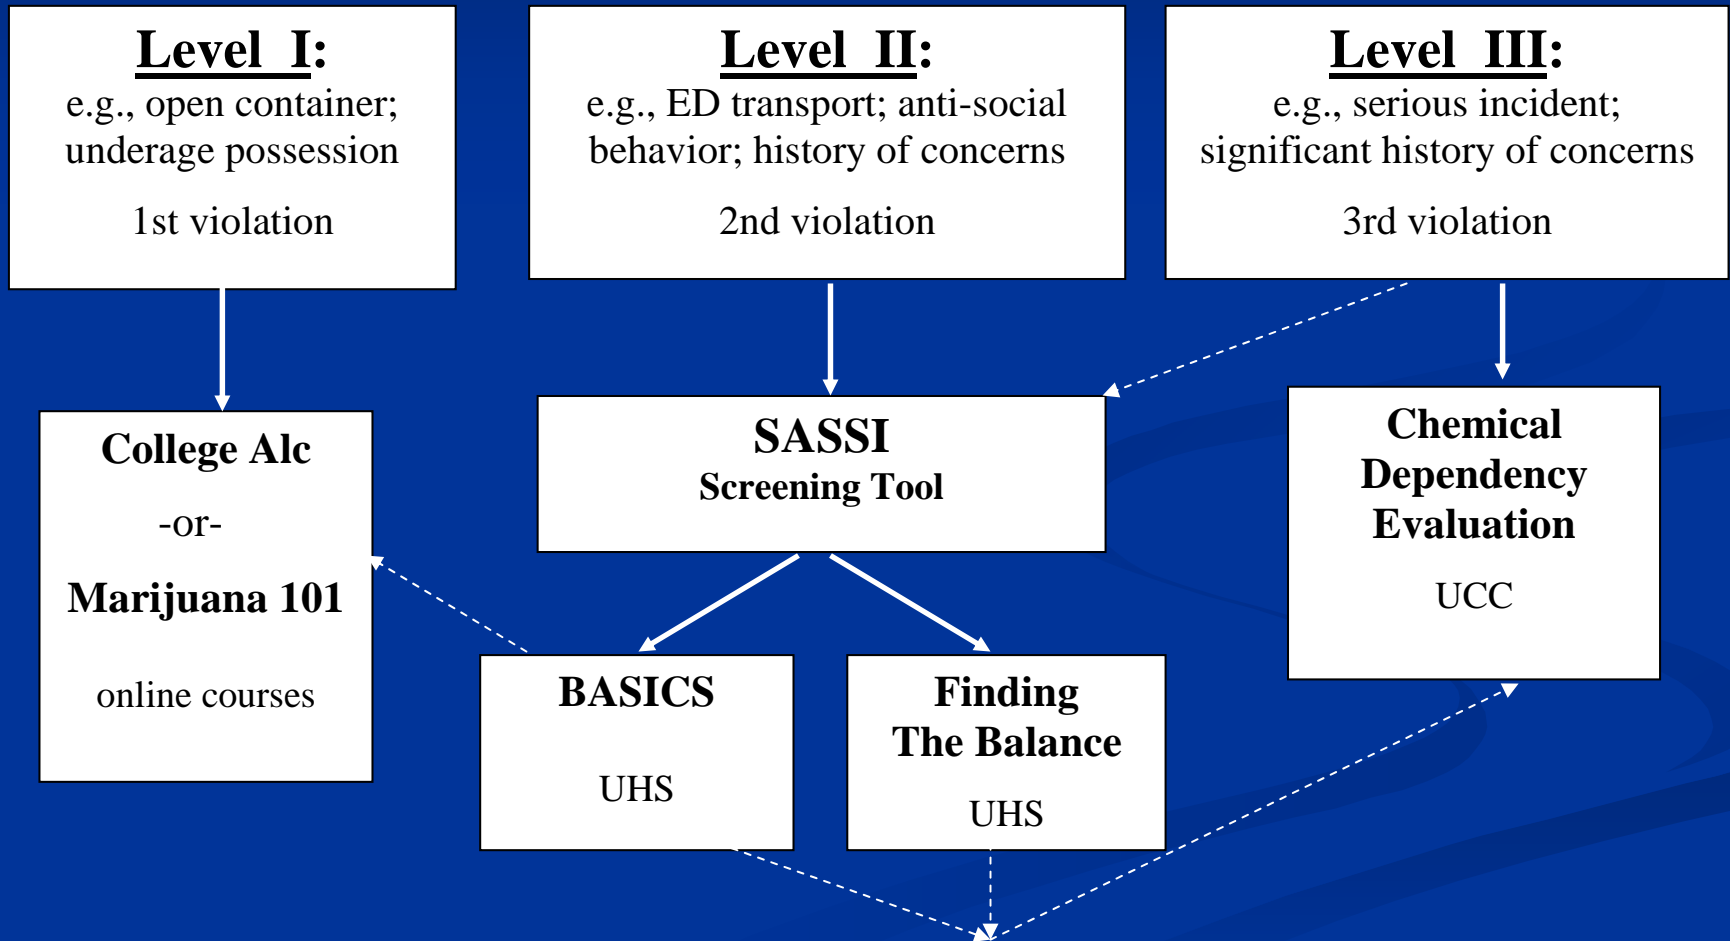 Level I:
e.g., open container;
underage possession
1st violation
Level II:
e.g., ED transport; anti-social
behavior; history of concerns
2nd violation
Level III:
e.g., serious incident;
significant history of concerns
3rd violation
College Alc
-or-
Marijuana 101
online courses
SASSI
Screening Tool
Chemical
Dependency
Evaluation
UCC
BASICS
UHS
Finding
The Balance
UHS